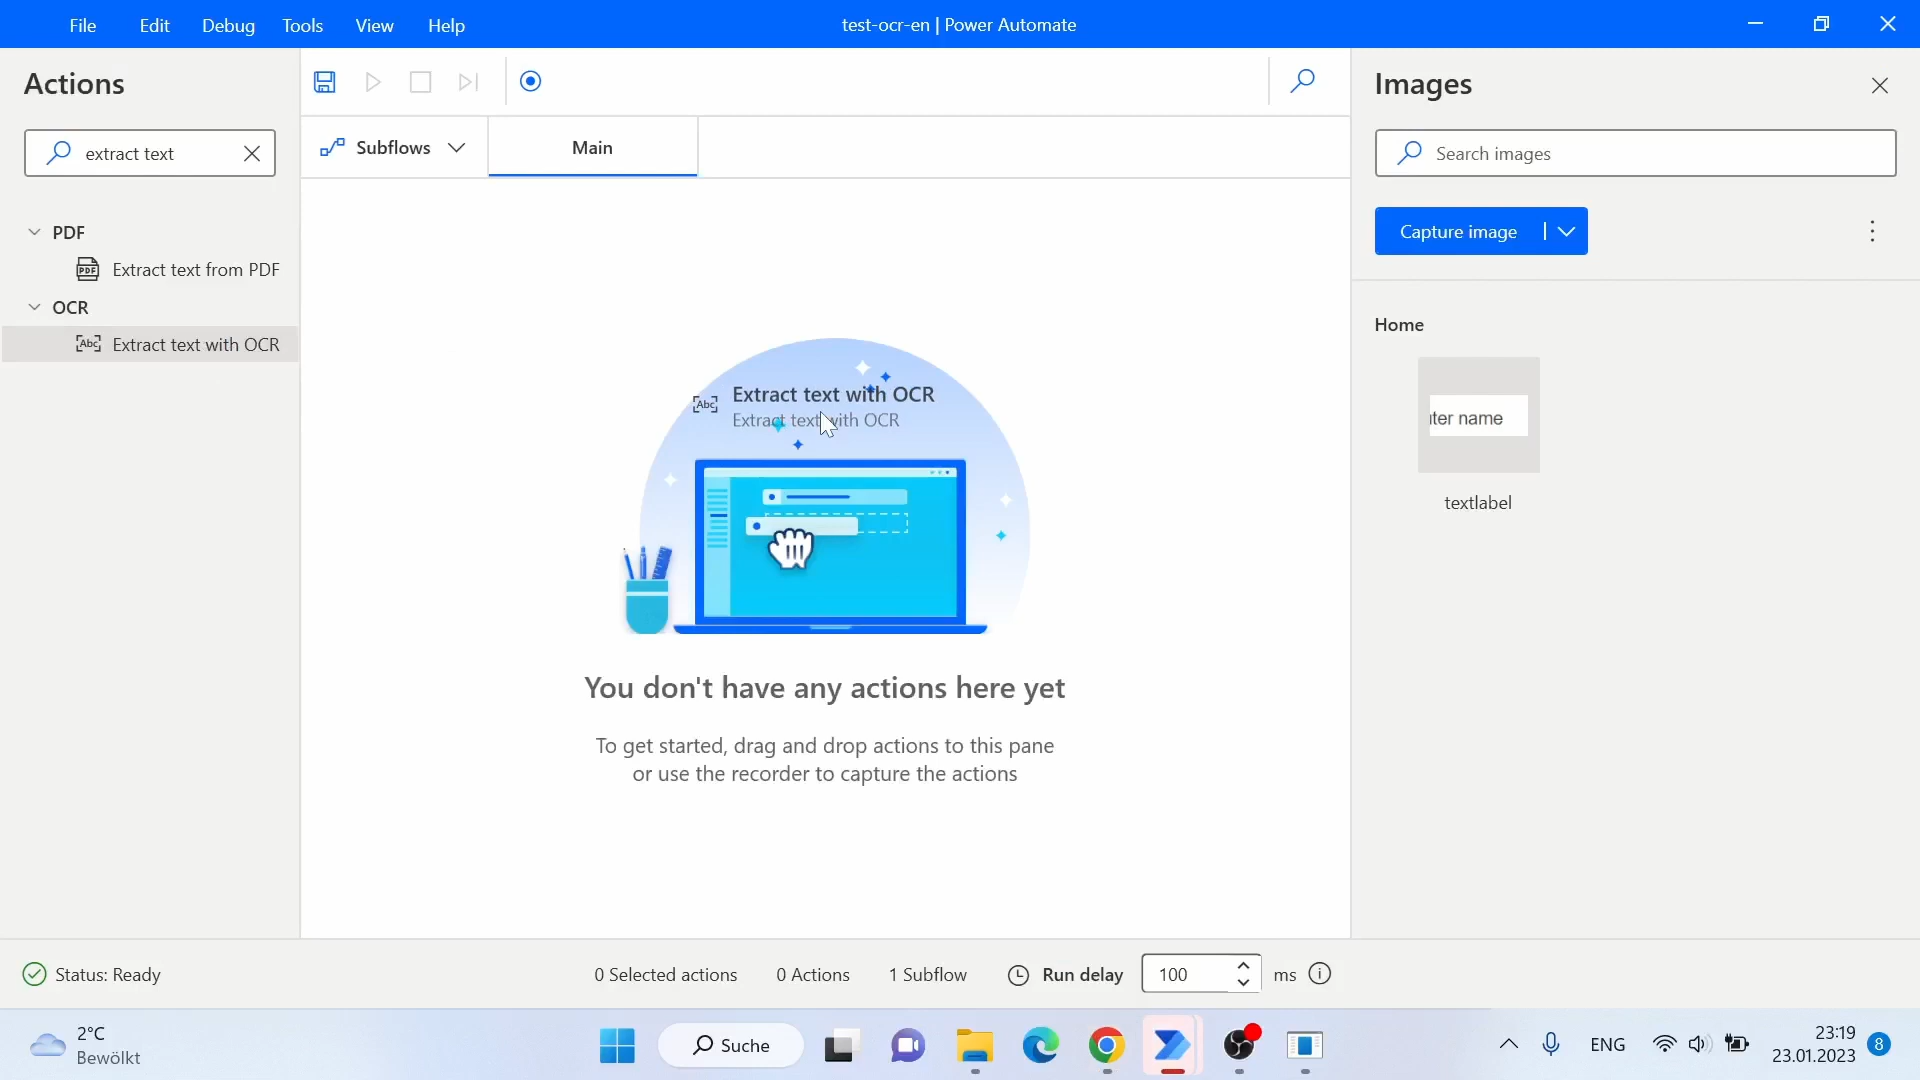 File Edit Debug Tools View Help test-ocr-en | Power Automate
Actions
extract text
PDF
PDF Extract text from PDF
OCR
Abc Extract text with OCR
Subflows Main
Abc Extract text with OCR
Extract text with OCR
You don't have any actions here yet
To get started, drag and drop actions to this pane
or use the recorder to capture the actions
Images
Search images
Capture image
Home
ter name
textlabel
Status: Ready 0 Selected actions 0 Actions 1 Subflow Run delay 100 ms
2°C
Bewölkt
Suche
ENG
23:19
23.01.2023
8